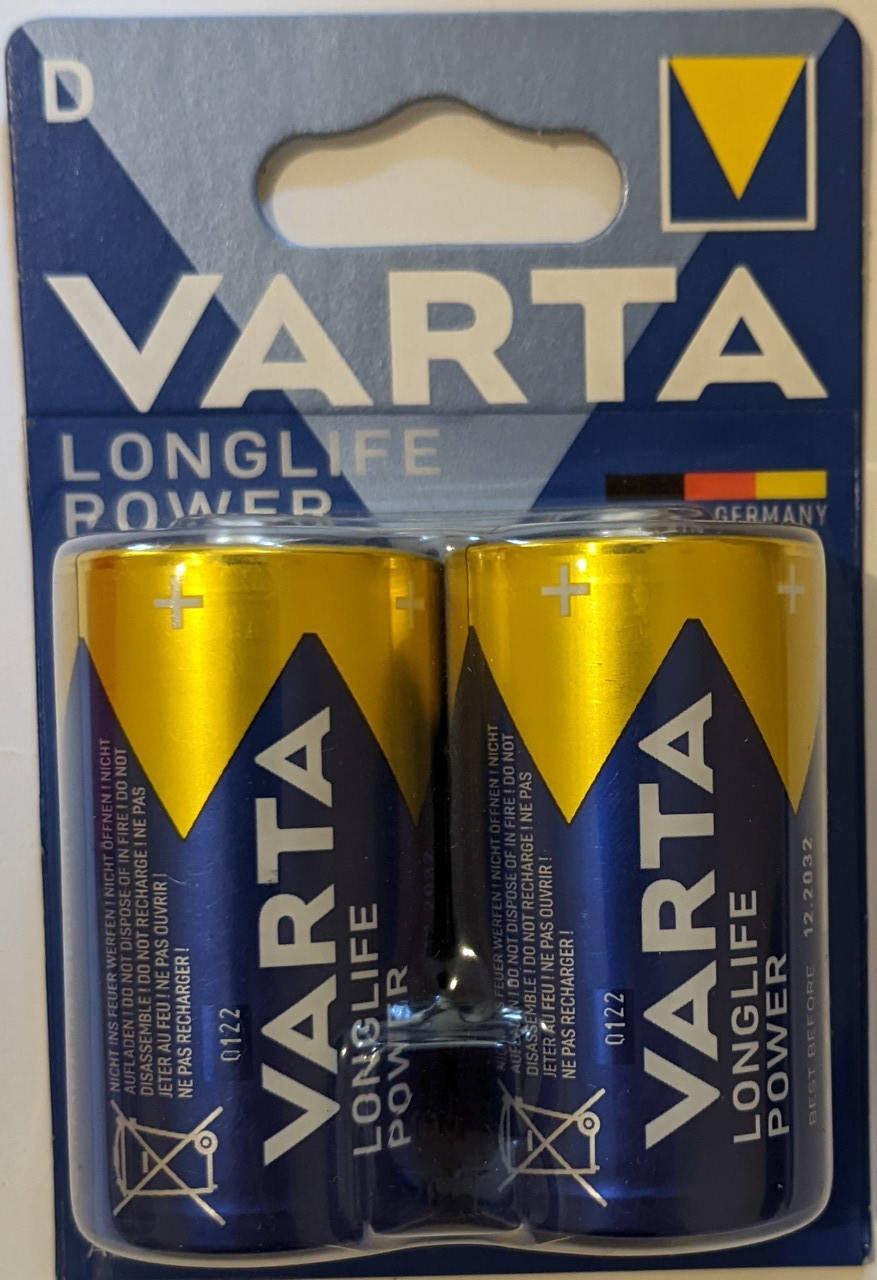 D
VARTA
LONGLIFE
POWER
GERMANY
+
+
NICHT INS FEUER WERFEN ! NICHT ÖFFNEN ! NICHT
AUFLADEN ! DO NOT DISPOSE OF IN FIRE ! DO NOT
DISASSEMBLE ! DO NOT RECHARGE ! NE PAS
JETER AU FEU ! NE PAS OUVRIR !
NE PAS RECHARGER !
0122
VARTA
LONGLIFE
POWER
2032
+
+
NICHT INS FEUER WERFEN ! NICHT ÖFFNEN ! NICHT
AUFLADEN ! DO NOT DISPOSE OF IN FIRE ! DO NOT
DISASSEMBLE ! DO NOT RECHARGE ! NE PAS
JETER AU FEU ! NE PAS OUVRIR !
NE PAS RECHARGER !
0122
VARTA
LONGLIFE
POWER
BEST BEFORE 12.2032